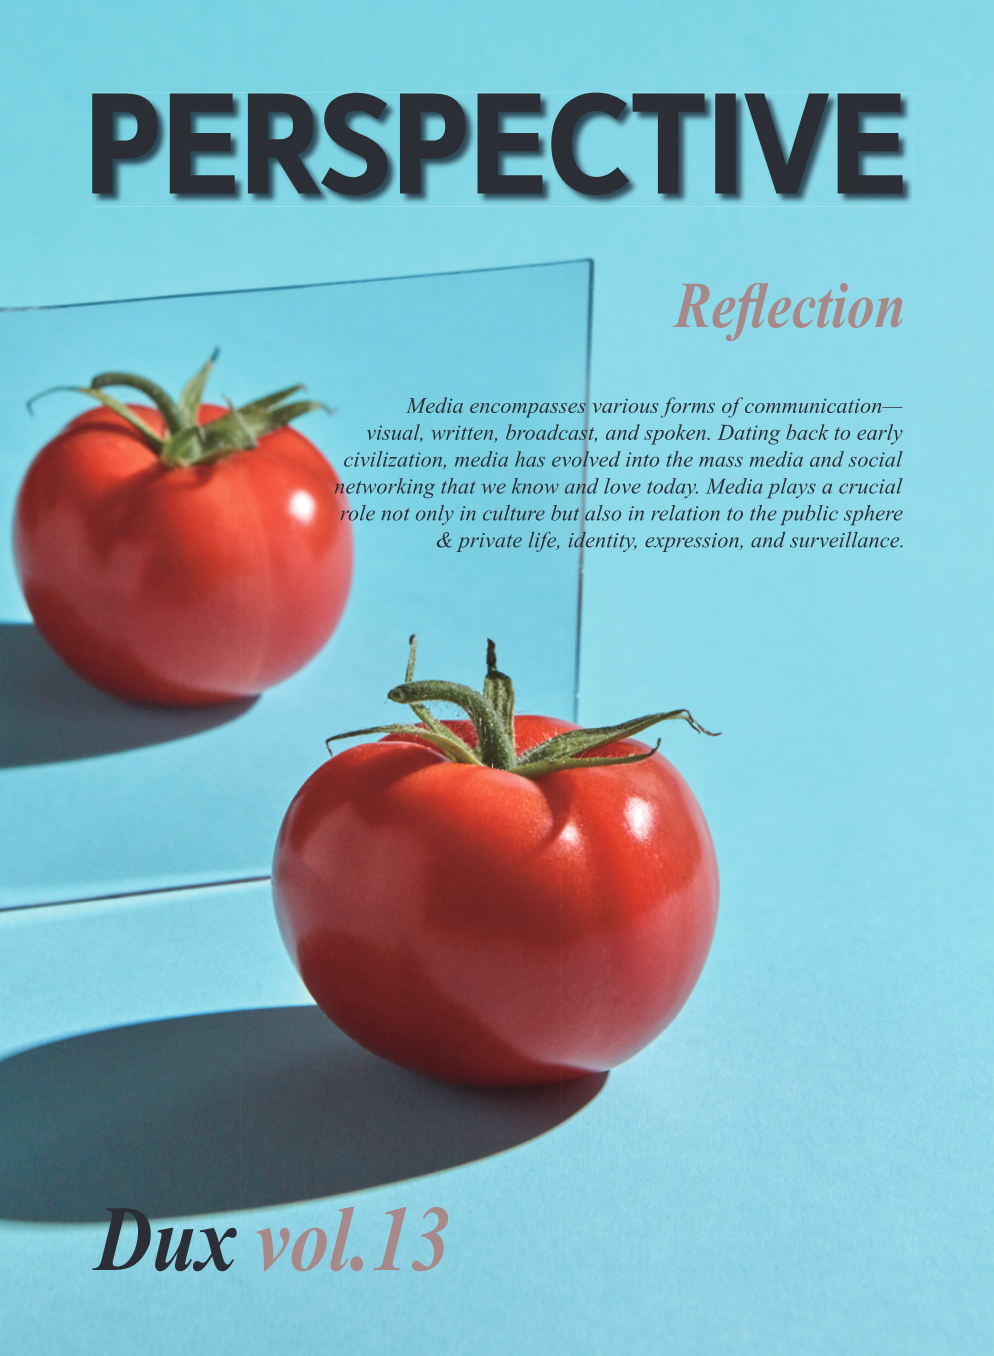 PERSPECTIVE
Reflection
Media encompasses various forms of communication—
visual, written, broadcast, and spoken. Dating back to early
civilization, media has evolved into the mass media and social
networking that we know and love today. Media plays a crucial
role not only in culture but also in relation to the public sphere
& private life, identity, expression, and surveillance.
Dux vol.13